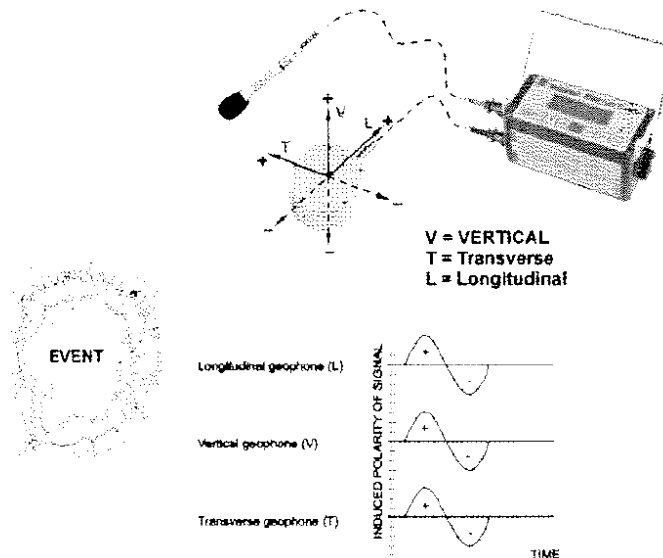 +
V
L
+
T
+
-
-
-
V = VERTICAL
T = Transverse
L = Longitudinal
EVENT
Longitudinal geophone (L)
+
-
Vertical geophone (V)
+
-
Transverse geophone (T)
+
-
INDUCED POLARITY OF SIGNAL
TIME